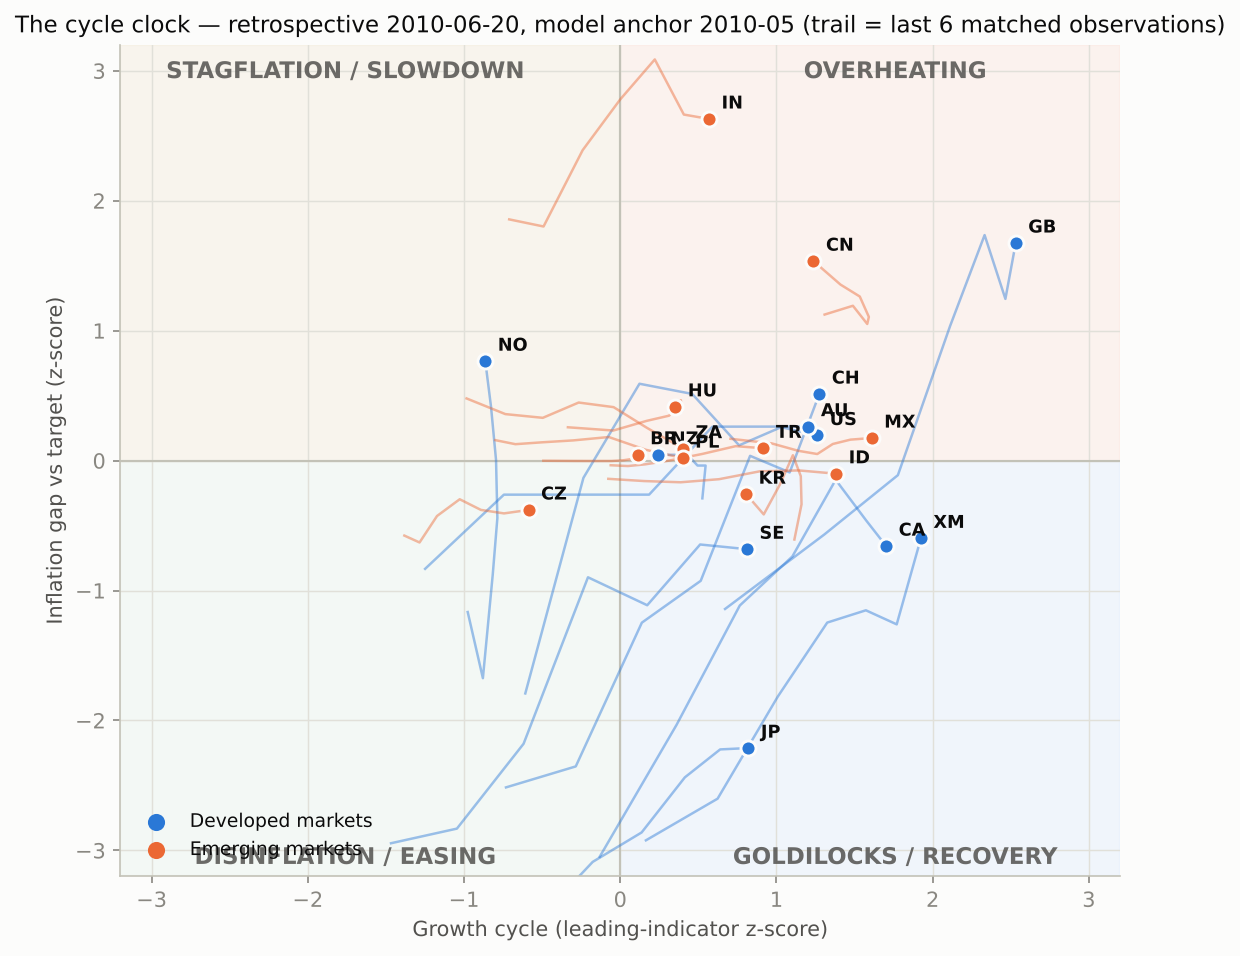 The cycle clock — retrospective 2010-06-20, model anchor 2010-05 (trail = last 6 matched observations)
STAGFLATION / SLOWDOWN
OVERHEATING
IN
GB
CN
NO
CH
HU
AU
US
MX
BR
NZ
ZA
PL
TR
ID
KR
CZ
SE
CA
XM
JP
Developed markets
Emerging markets
DISINFLATION / EASING
GOLDILOCKS / RECOVERY
3
2
1
0
−1
−2
−3
−3
−2
−1
0
1
2
3
Inflation gap vs target (z-score)
Growth cycle (leading-indicator z-score)